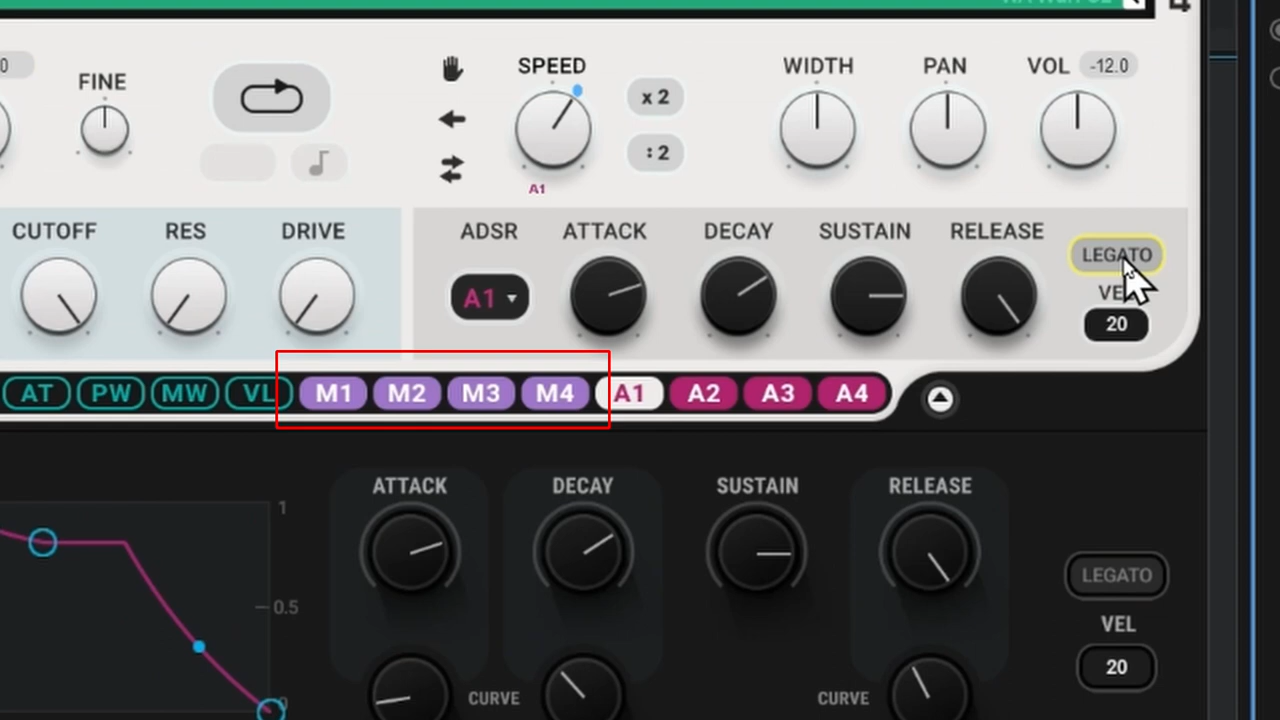 0
FINE
SPEED
x 2
: 2
A1
WIDTH
PAN
VOL -12.0
CUTOFF RES DRIVE
ADSR ATTACK DECAY SUSTAIN RELEASE
LEGATO
A1
20
AT PW MW VL M1 M2 M3 M4 A1 A2 A3 A4
ATTACK DECAY SUSTAIN RELEASE
1
0.5
0
LEGATO
VEL
20
CURVE CURVE